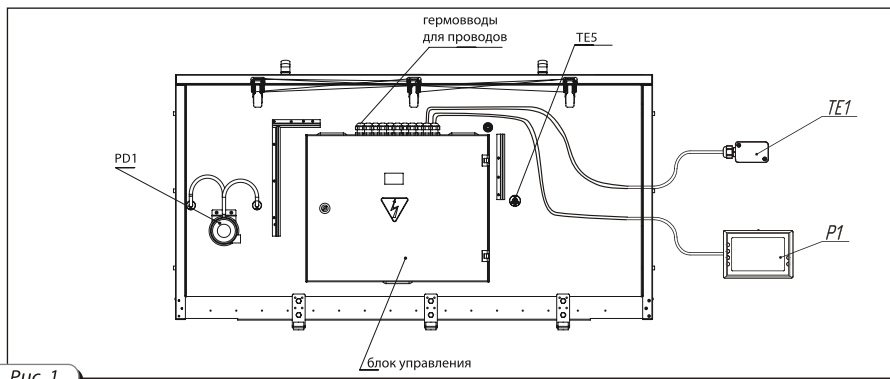 гермовводы
для проводов
TE5
TE1
PD1
P1
блок управления
Рис. 1